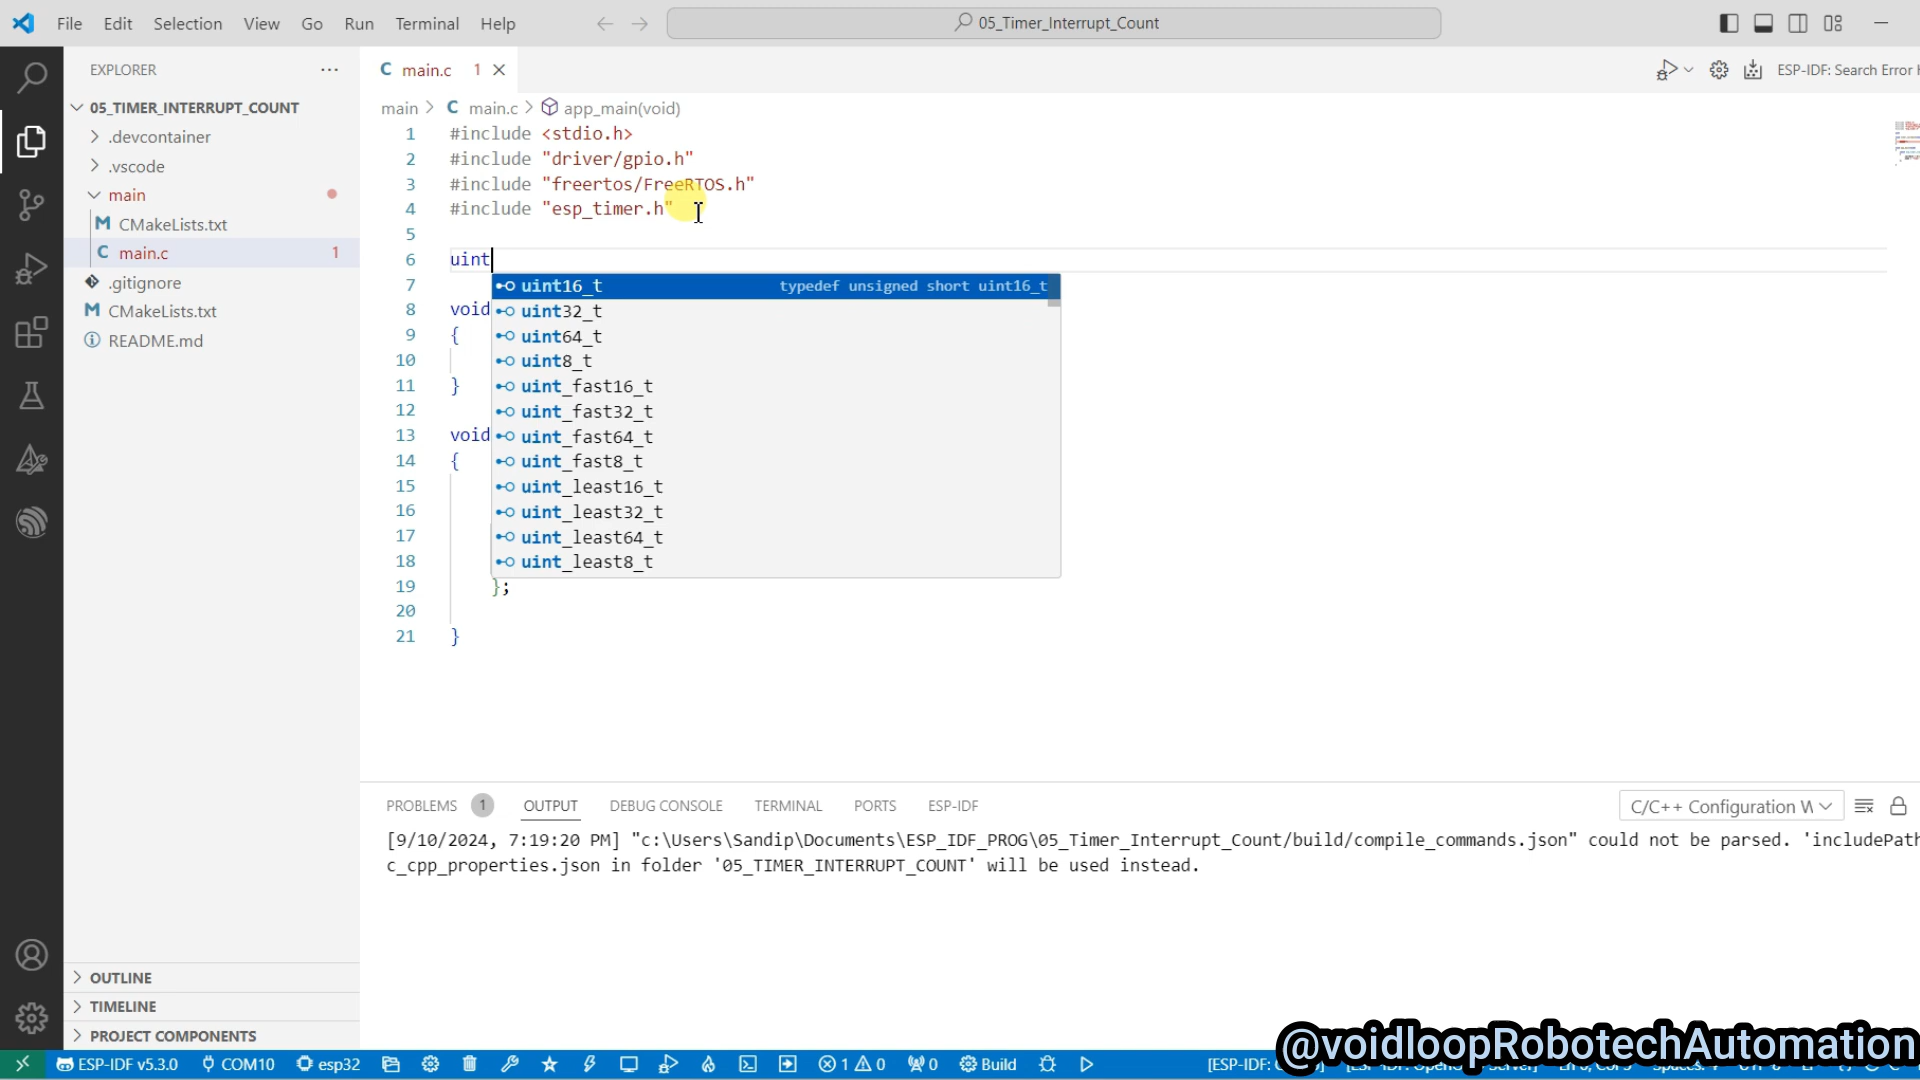 File Edit Selection View Go Run Terminal Help
05_Timer_Interrupt_Count
EXPLORER
main.c 1
ESP-IDF: Search Error
05_TIMER_INTERRUPT_COUNT
.devcontainer
.vscode
main
CMakeLists.txt
main.c 1
.gitignore
CMakeLists.txt
README.md
main > C main.c > app_main(void)
1 #include <stdio.h>
2 #include "driver/gpio.h"
3 #include "freertos/FreeRTOS.h"
4 #include "esp_timer.h"
5
6 uint
7
8 void
9 {
10
11 }
12
13 void
14 {
15
16
17
18
19 };
20
21 }
uint16_t typedef unsigned short uint16_t
uint32_t
uint64_t
uint8_t
uint_fast16_t
uint_fast32_t
uint_fast64_t
uint_fast8_t
uint_least16_t
uint_least32_t
uint_least64_t
uint_least8_t
PROBLEMS 1 OUTPUT DEBUG CONSOLE TERMINAL PORTS ESP-IDF
C/C++ Configuration W
[9/10/2024, 7:19:20 PM] "c:\Users\Sandip\Documents\ESP_IDF_PROG\05_Timer_Interrupt_Count/build/compile_commands.json" could not be parsed. 'includePath
c_cpp_properties.json in folder '05_TIMER_INTERRUPT_COUNT' will be used instead.
OUTLINE
TIMELINE
PROJECT COMPONENTS
@voidloopRobotechAutomation
ESP-IDF v5.3.0 COM10 esp32 1 0 0 Build [ESP-IDF: